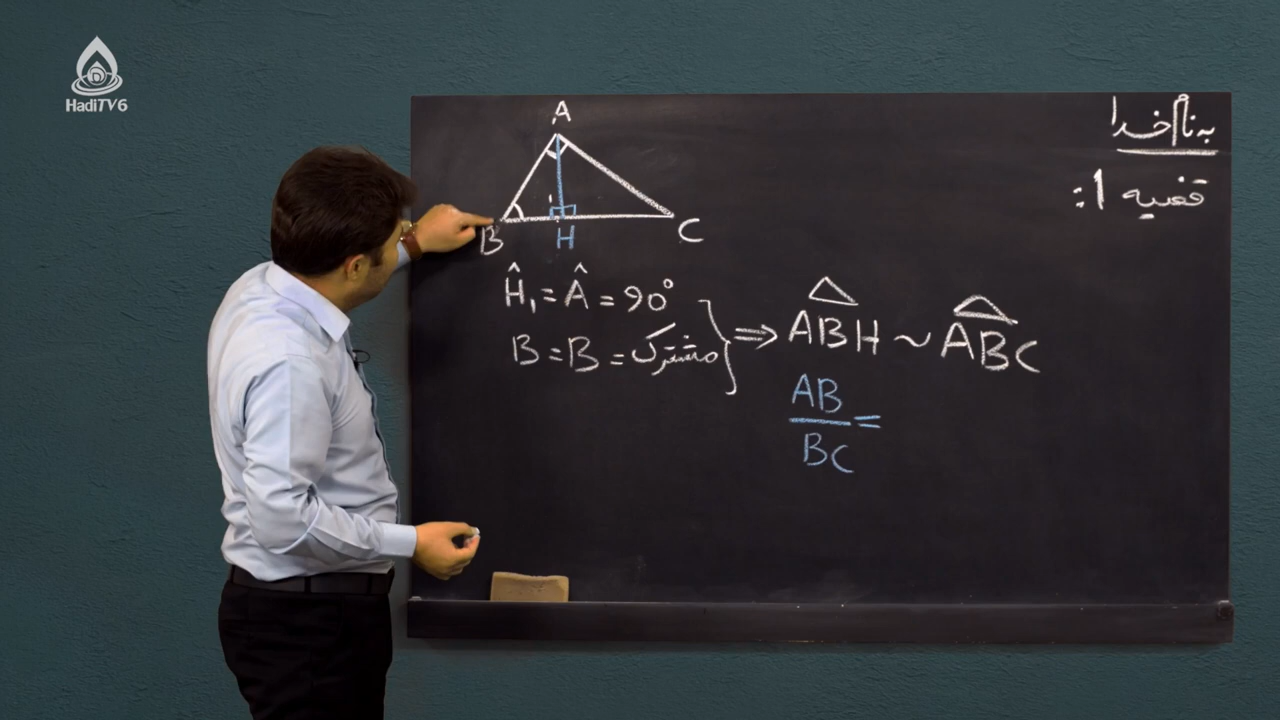 HadiTV6
به نام خدا
قضیه 1:
A
B H C
Ĥ₁ = Â = 90°
B = B = مشترک
⇒ ABH ~ ABC
AB/BC =